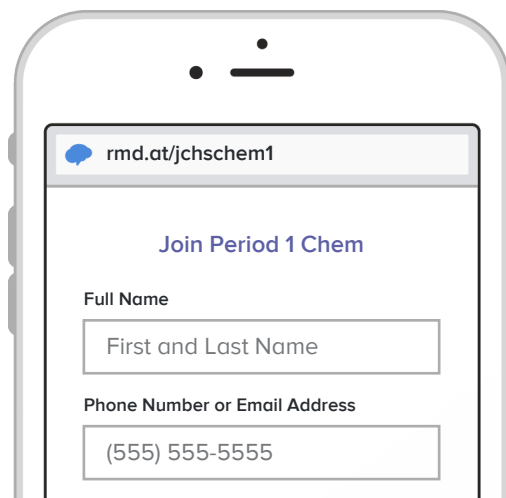 rmd.at/jchschem1
Join Period 1 Chem
Full Name
First and Last Name
Phone Number or Email Address
(555) 555-5555